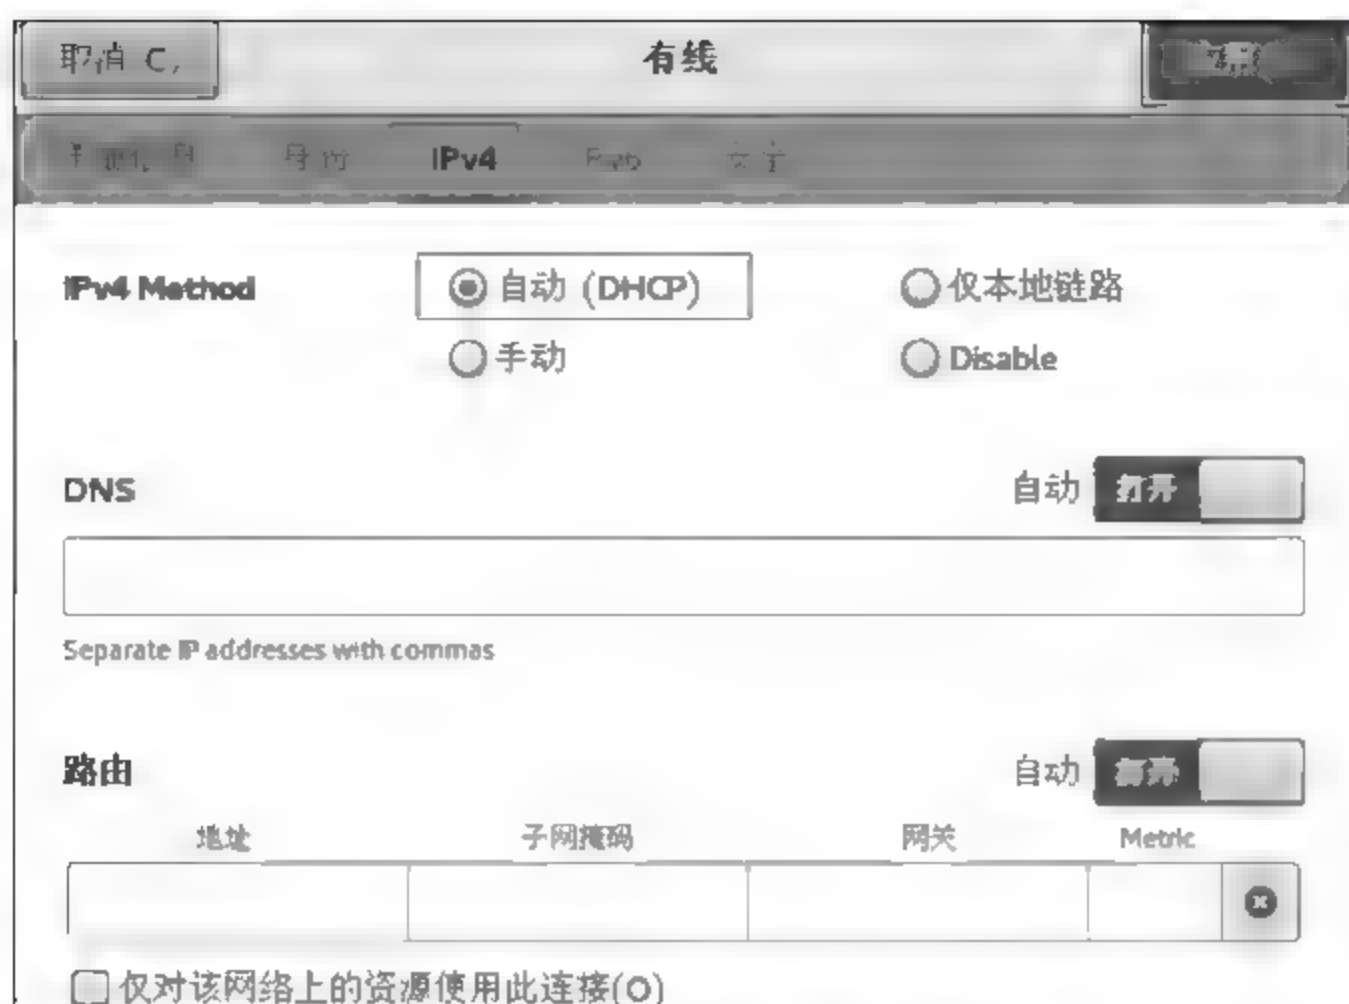 取消 C,
有线
IPv4
IPv4 Method
自动 (DHCP)
仅本地链路
手动
Disable
DNS
自动
打开
Separate IP addresses with commas
路由
自动
打开
地址 子网掩码 网关 Metric
仅对该网络上的资源使用此连接(O)